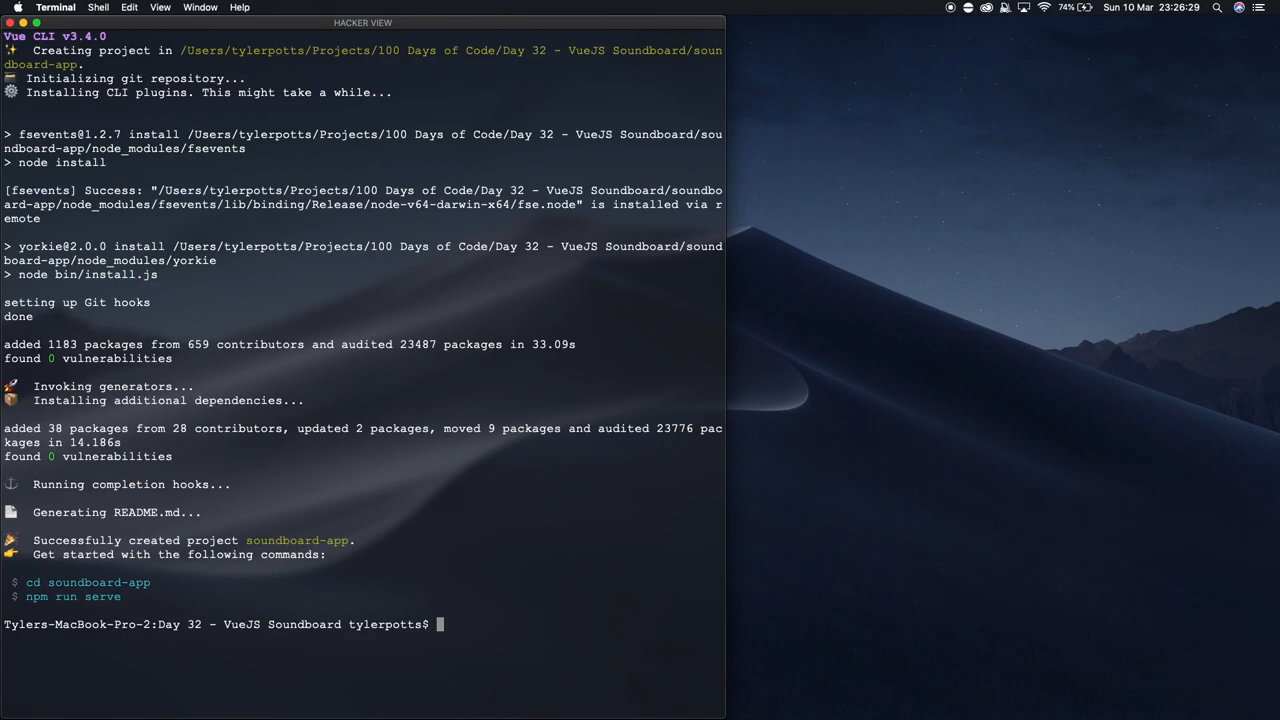 Terminal Shell Edit View Window Help 74% Sun 10 Mar 23:26:29
HACKER VIEW
Vue CLI v3.4.0
Creating project in /Users/tylerpotts/Projects/100 Days of Code/Day 32 - VueJS Soundboard/soun
dboard-app.
Initializing git repository...
Installing CLI plugins. This might take a while...
> fsevents@1.2.7 install /Users/tylerpotts/Projects/100 Days of Code/Day 32 - VueJS Soundboard/sou
ndboard-app/node_modules/fsevents
> node install
[fsevents] Success: "/Users/tylerpotts/Projects/100 Days of Code/Day 32 - VueJS Soundboard/soundbo
ard-app/node_modules/fsevents/lib/binding/Release/node-v64-darwin-x64/fse.node" is installed via r
emote
> yorkie@2.0.0 install /Users/tylerpotts/Projects/100 Days of Code/Day 32 - VueJS Soundboard/sound
board-app/node_modules/yorkie
> node bin/install.js
setting up Git hooks
done
added 1183 packages from 659 contributors and audited 23487 packages in 33.09s
found 0 vulnerabilities
Invoking generators...
Installing additional dependencies...
added 38 packages from 28 contributors, updated 2 packages, moved 9 packages and audited 23776 pac
kages in 14.186s
found 0 vulnerabilities
Running completion hooks...
Generating README.md...
Successfully created project soundboard-app.
Get started with the following commands:
$ cd soundboard-app
$ npm run serve
Tylers-MacBook-Pro-2:Day 32 - VueJS Soundboard tylerpotts$